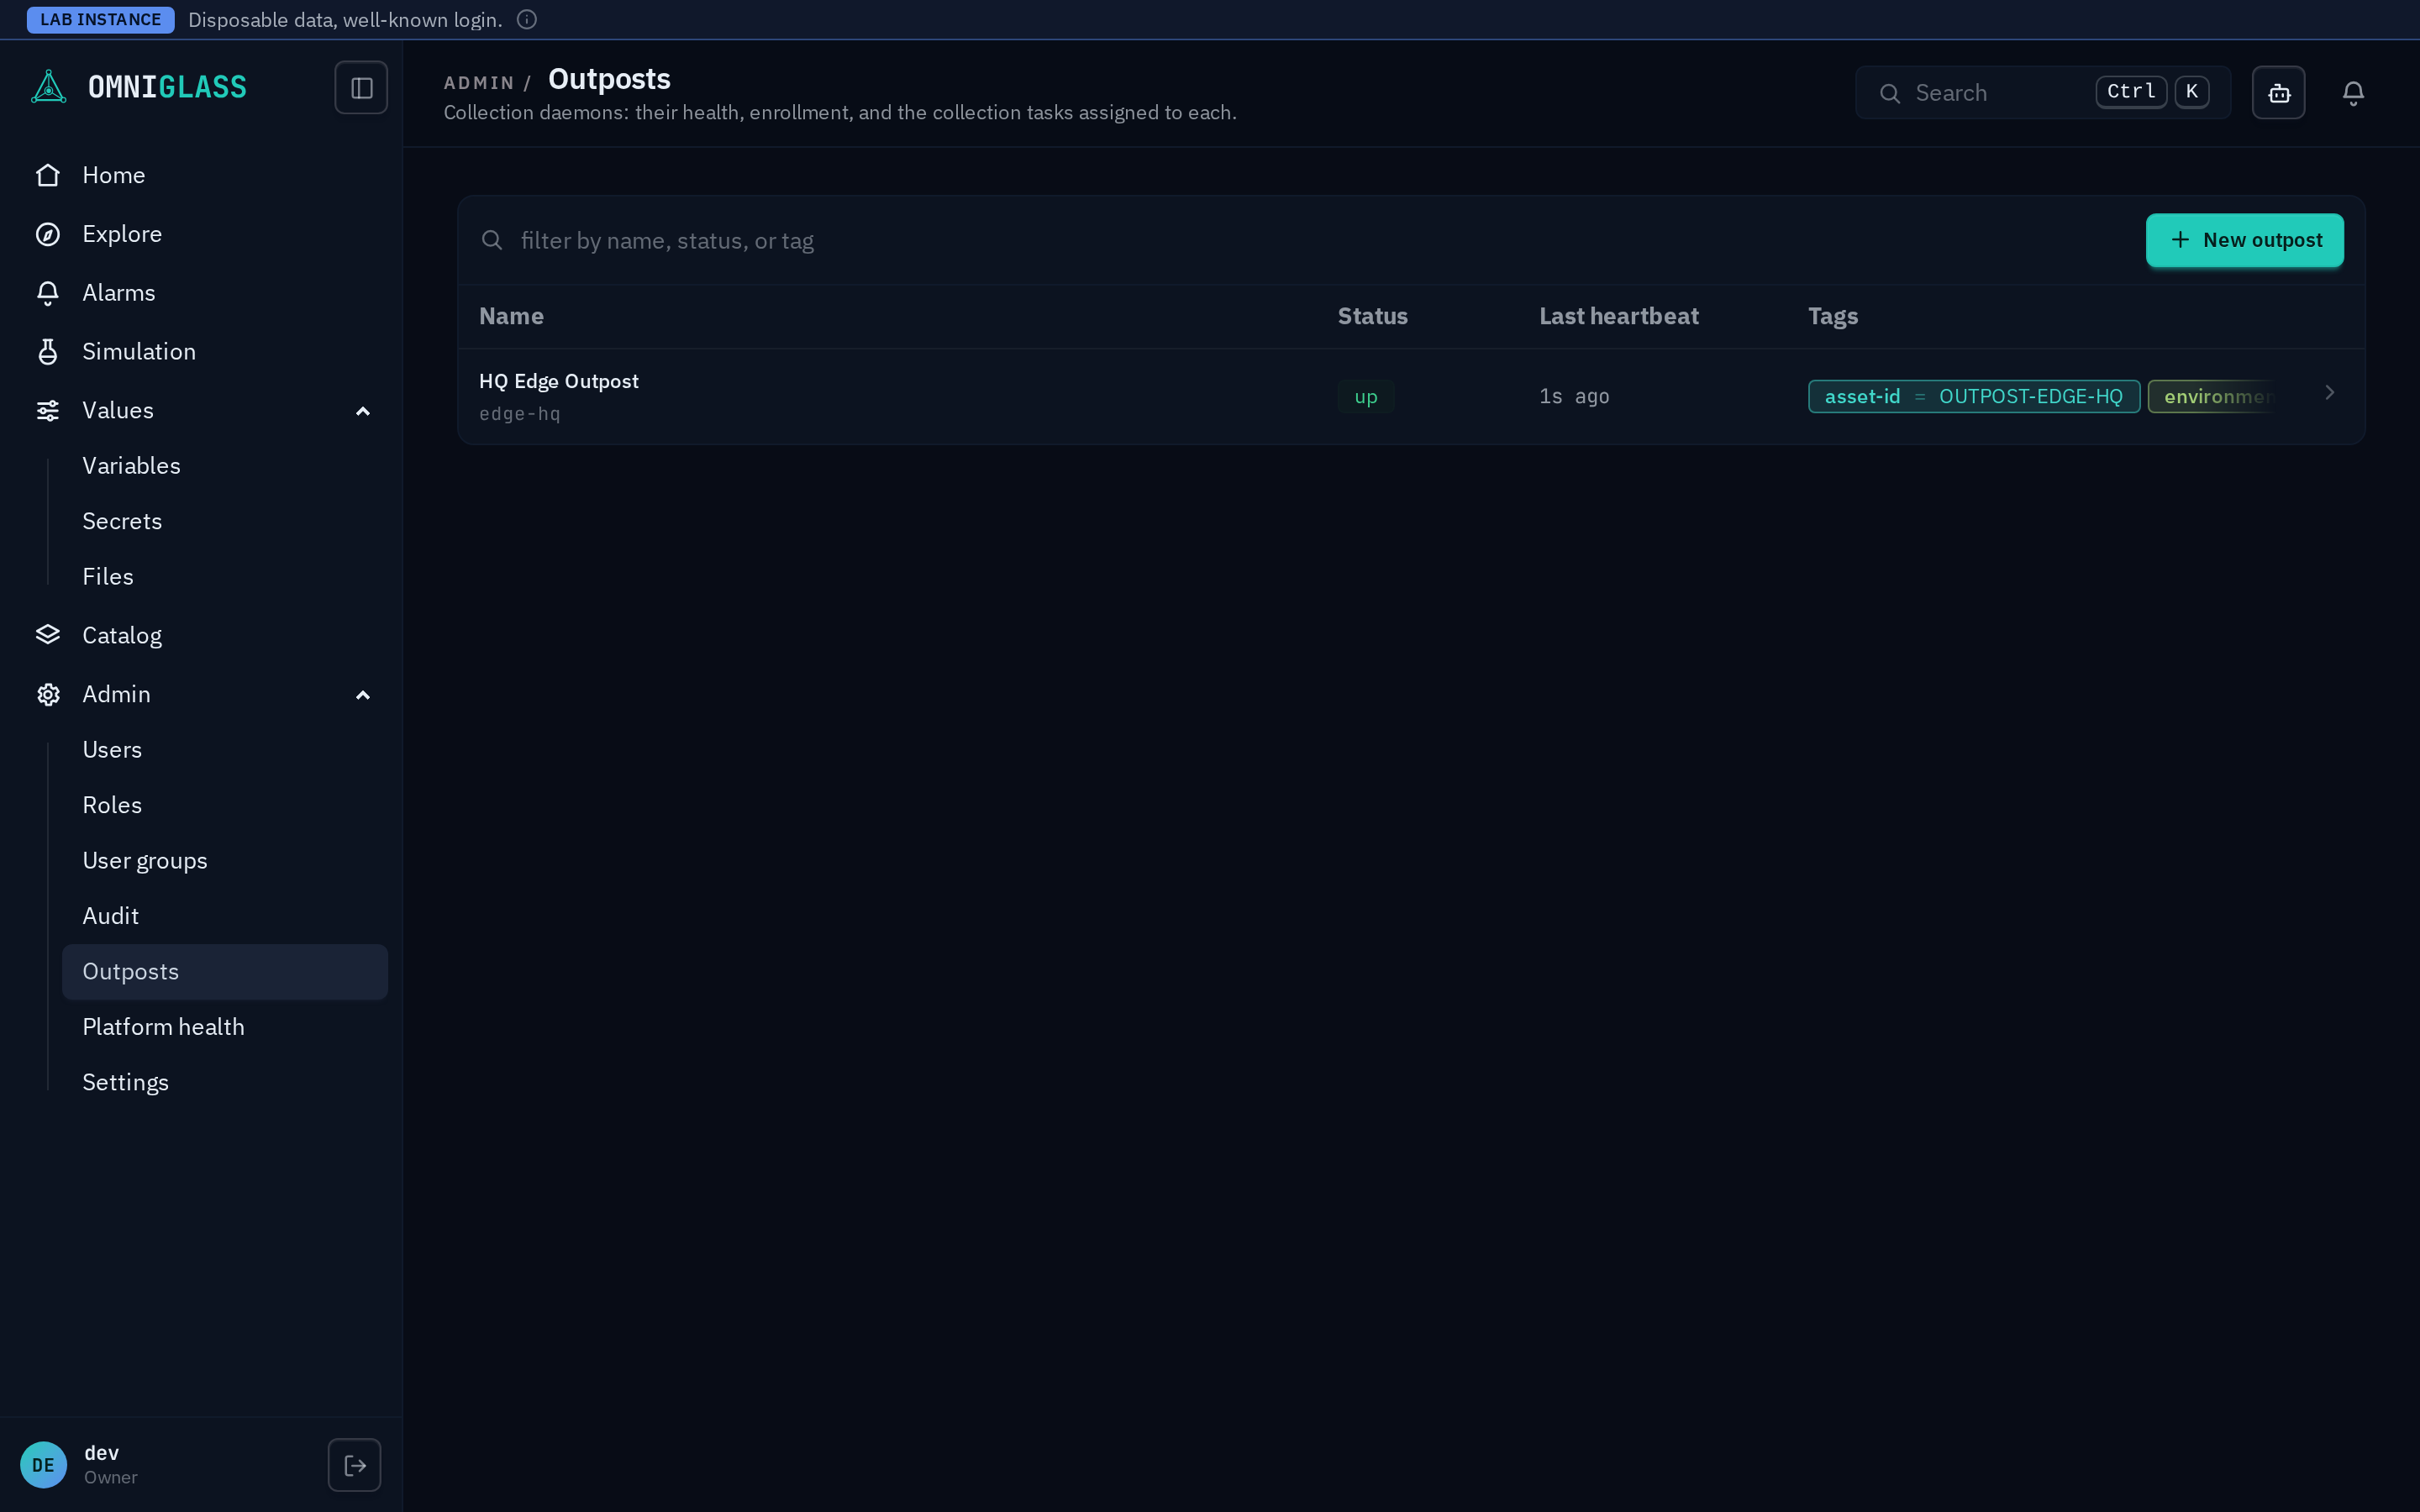 LAB INSTANCE Disposable data, well-known login.
OMNIGLASS
ADMIN / Outposts
Collection daemons: their health, enrollment, and the collection tasks assigned to each.
Search Ctrl K
Home
Explore
Alarms
Simulation
Values
Variables
Secrets
Files
Catalog
Admin
Users
Roles
User groups
Audit
Outposts
Platform health
Settings
DE dev
Owner
filter by name, status, or tag
New outpost
Name Status Last heartbeat Tags
HQ Edge Outpost
edge-hq
up 1s ago asset-id = OUTPOST-EDGE-HQ environmen